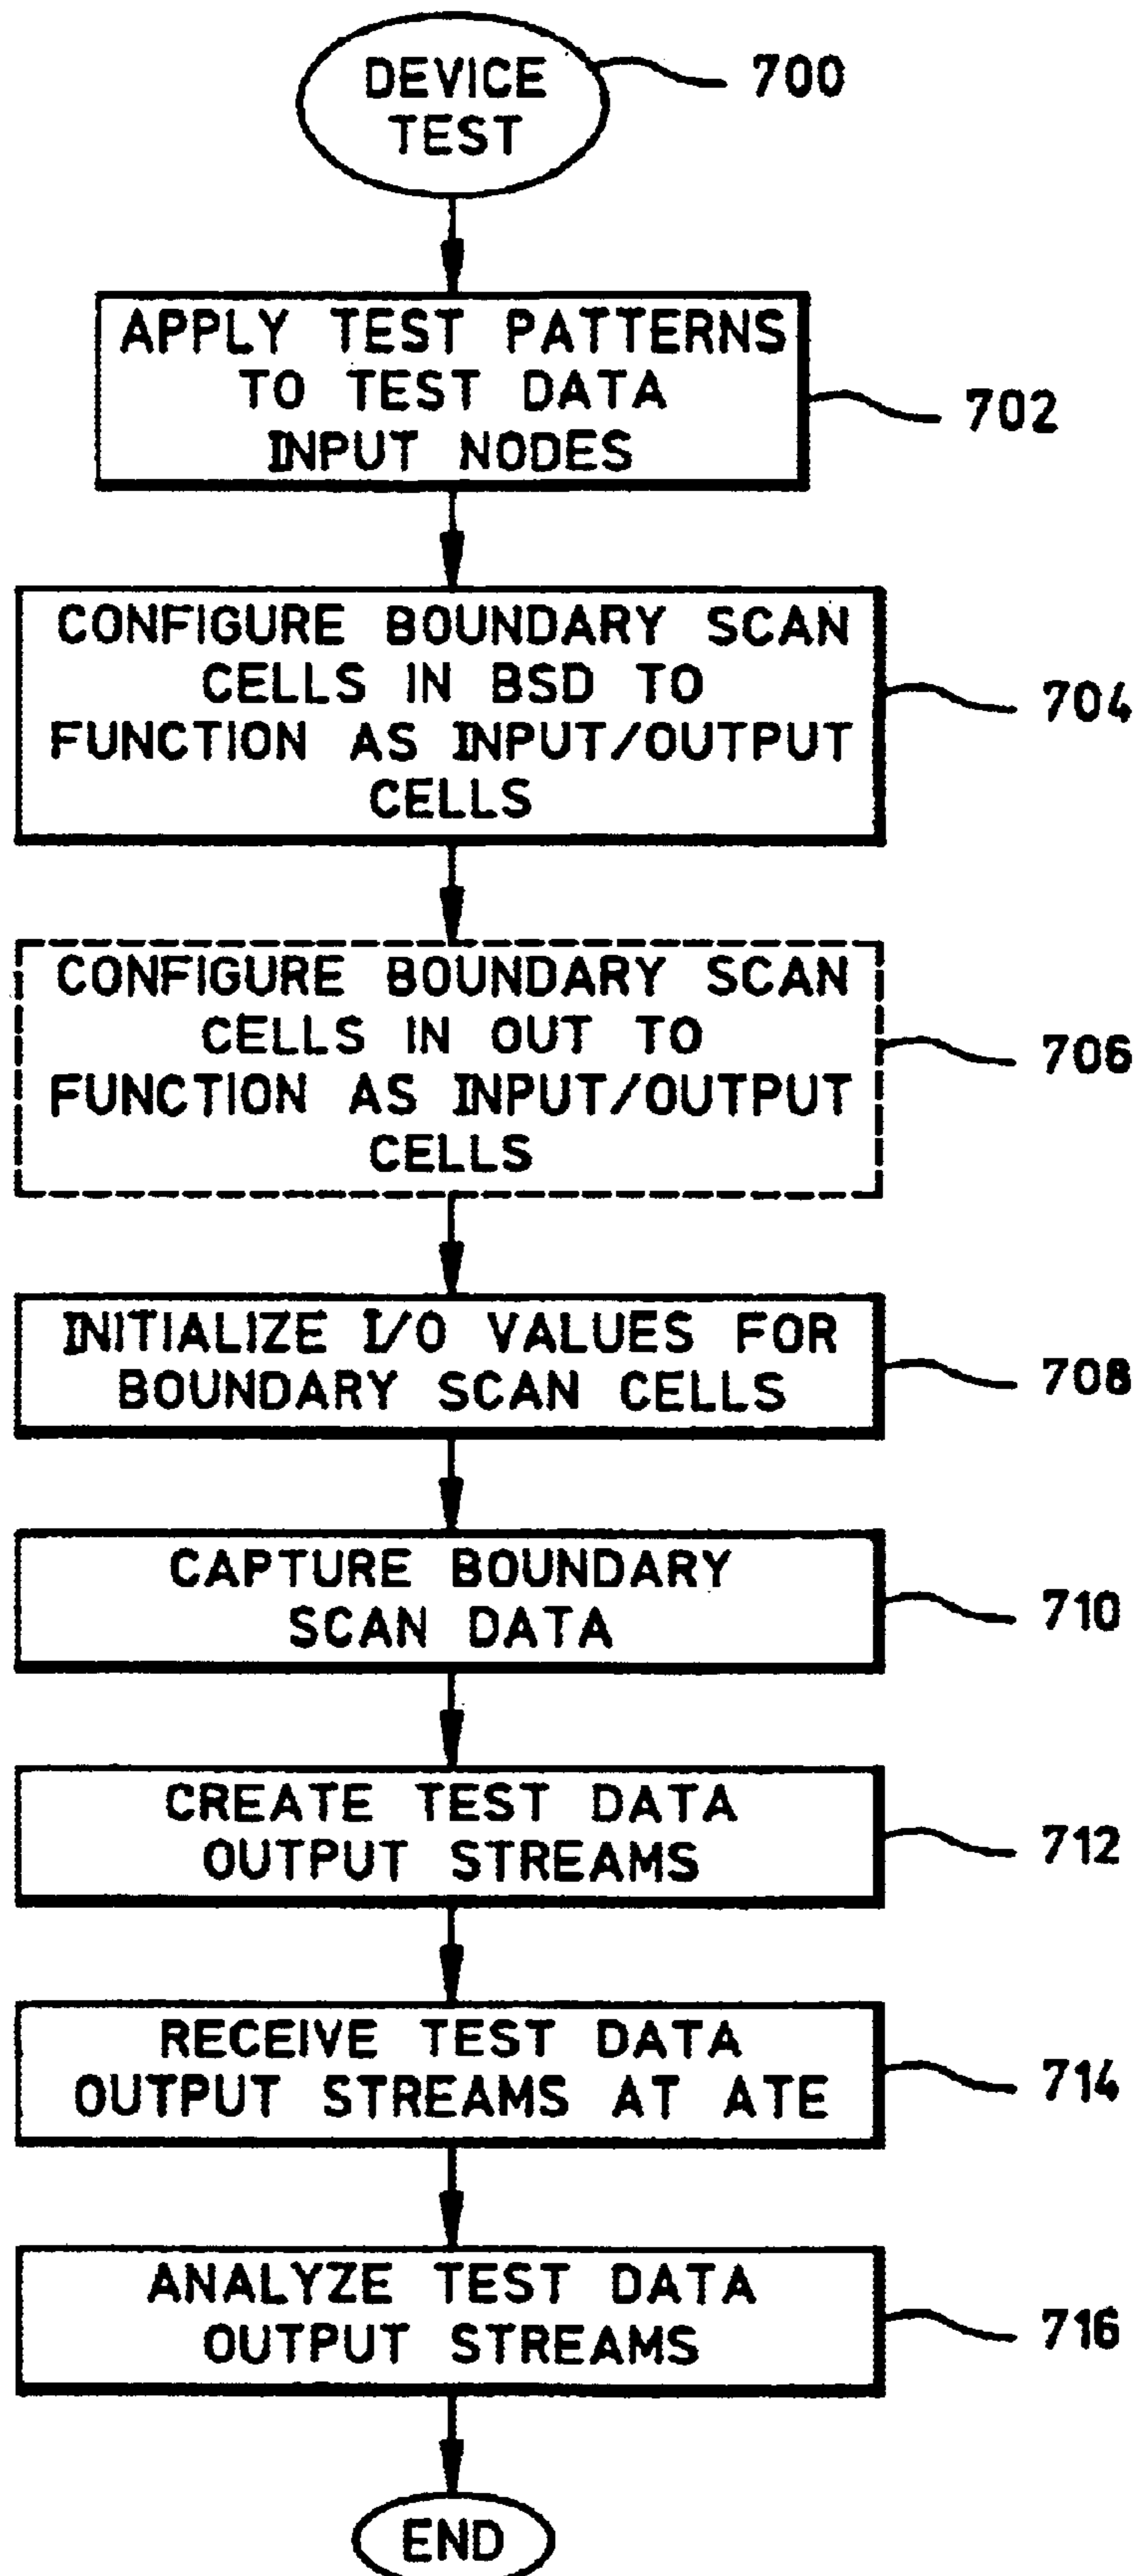 DEVICE
TEST
700
APPLY TEST PATTERNS
TO TEST DATA
INPUT NODES
702
CONFIGURE BOUNDARY SCAN
CELLS IN BSD TO
FUNCTION AS INPUT/OUTPUT
CELLS
704
CONFIGURE BOUNDARY SCAN
CELLS IN OUT TO
FUNCTION AS INPUT/OUTPUT
CELLS
706
INITIALIZE I/O VALUES FOR
BOUNDARY SCAN CELLS
708
CAPTURE BOUNDARY
SCAN DATA
710
CREATE TEST DATA
OUTPUT STREAMS
712
RECEIVE TEST DATA
OUTPUT STREAMS AT ATE
714
ANALYZE TEST DATA
OUTPUT STREAMS
716
END